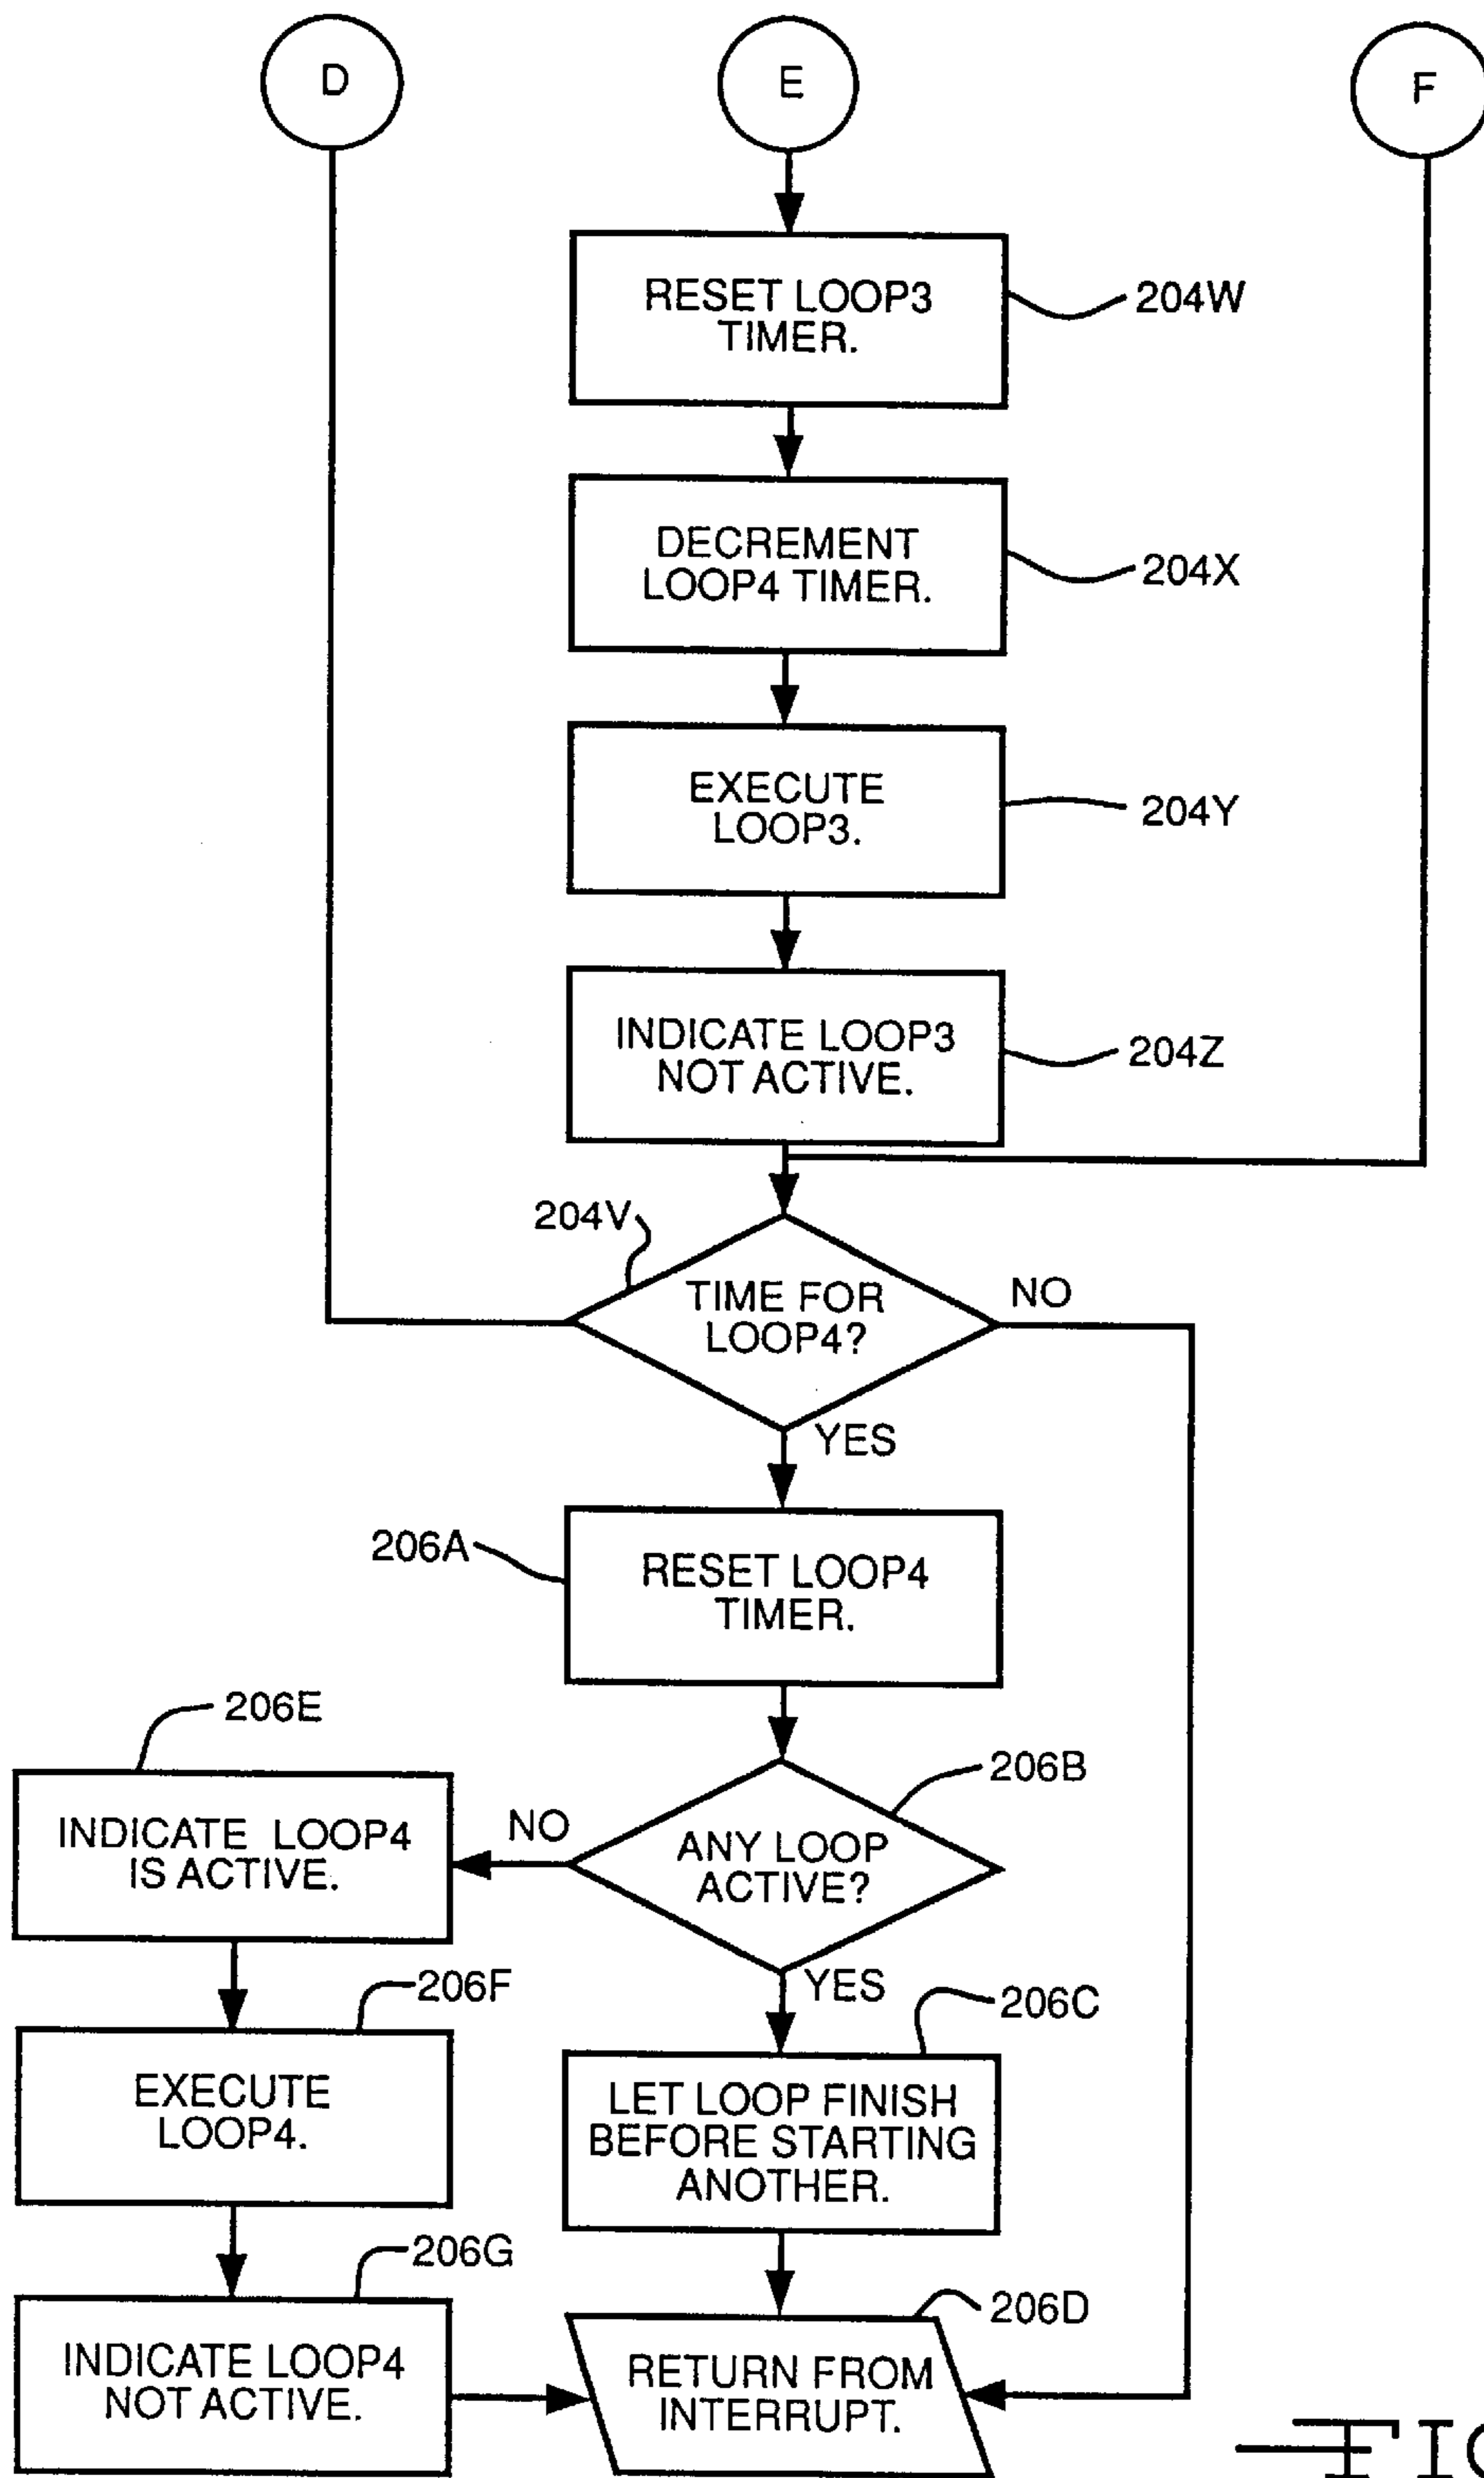 D
E
F
RESET LOOP3
TIMER.
204W
DECREMENT
LOOP4 TIMER.
204X
EXECUTE
LOOP3.
204Y
INDICATE LOOP3
NOT ACTIVE.
204Z
204V
TIME FOR
LOOP4?
NO
YES
206A
RESET LOOP4
TIMER.
206E
206B
INDICATE LOOP4
IS ACTIVE.
NO
ANY LOOP
ACTIVE?
YES
206F
206C
EXECUTE
LOOP4.
LET LOOP FINISH
BEFORE STARTING
ANOTHER.
206G
206D
INDICATE LOOP4
NOT ACTIVE.
RETURN FROM
INTERRUPT.